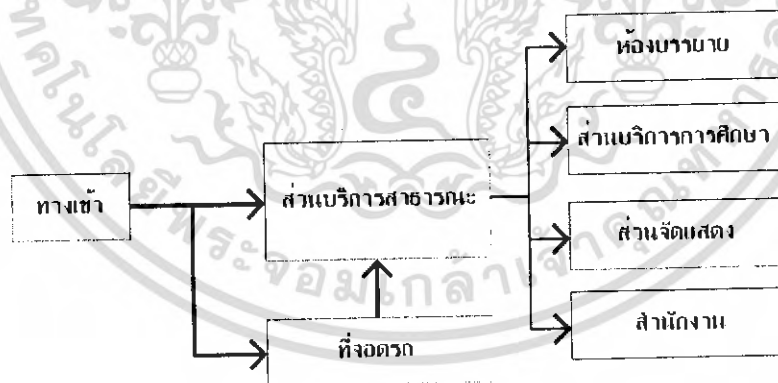 ห้องบรรยาย
ส่วนบริการการศึกษา
ทางเข้า
ส่วนบริการสาธารณะ
ส่วนจัดแสดง
สำนักงาน
ที่จอดรถ